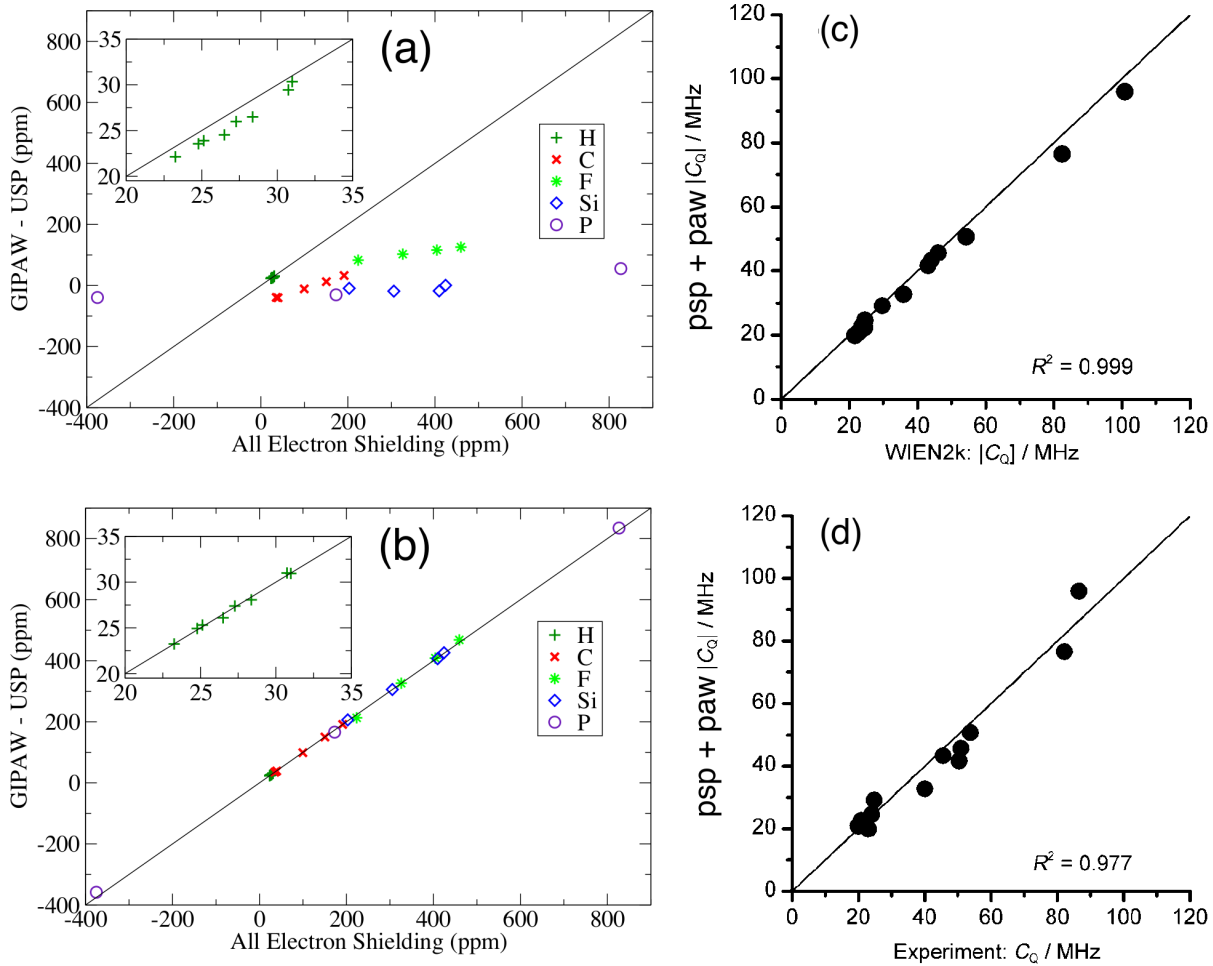 (a)
GIPAW - USP (ppm)
800
600
400
200
0
-200
-400
-400 -200 0 200 400 600 800
All Electron Shielding (ppm)
35
30
25
20
20 25 30 35
H
C
F
Si
P
(c)
psp + paw |C_Q| / MHz
120
100
80
60
40
20
0
0 20 40 60 80 100 120
R² = 0.999
WIEN2k: |C_Q] / MHz
(b)
GIPAW - USP (ppm)
800
600
400
200
0
-200
-400
-400 -200 0 200 400 600 800
All Electron Shielding (ppm)
35
30
25
20
20 25 30 35
H
C
F
Si
P
(d)
psp + paw |C_Q| / MHz
120
100
80
60
40
20
0
0 20 40 60 80 100 120
R² = 0.977
Experiment: C_Q / MHz